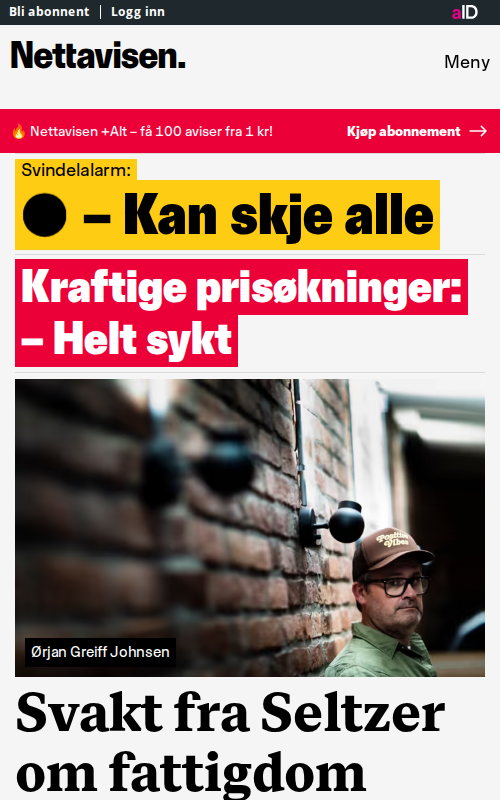 Bli abonnent | Logg inn
aID
Nettavisen.
Meny
🔥 Nettavisen +Alt – få 100 aviser fra 1 kr!
Kjøp abonnement →
Svindelalarm:
⚫ – Kan skje alle
Kraftige prisøkninger:
– Helt sykt
Positive
Vibes
Ørjan Greiff Johnsen
Svakt fra Seltzer
om fattigdom